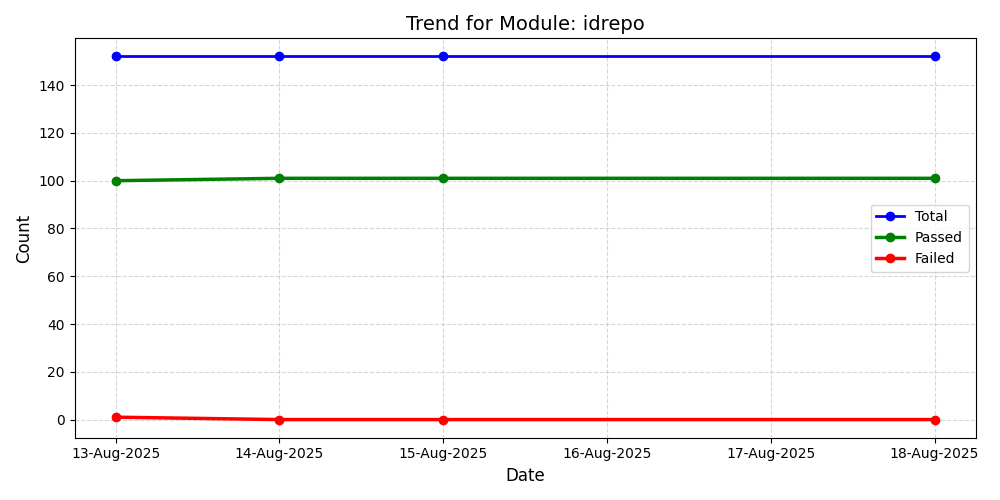 Trend for Module: idrepo
Count
140
120
100
80
60
40
20
0
Total
Passed
Failed
13-Aug-2025 14-Aug-2025 15-Aug-2025 16-Aug-2025 17-Aug-2025 18-Aug-2025
Date